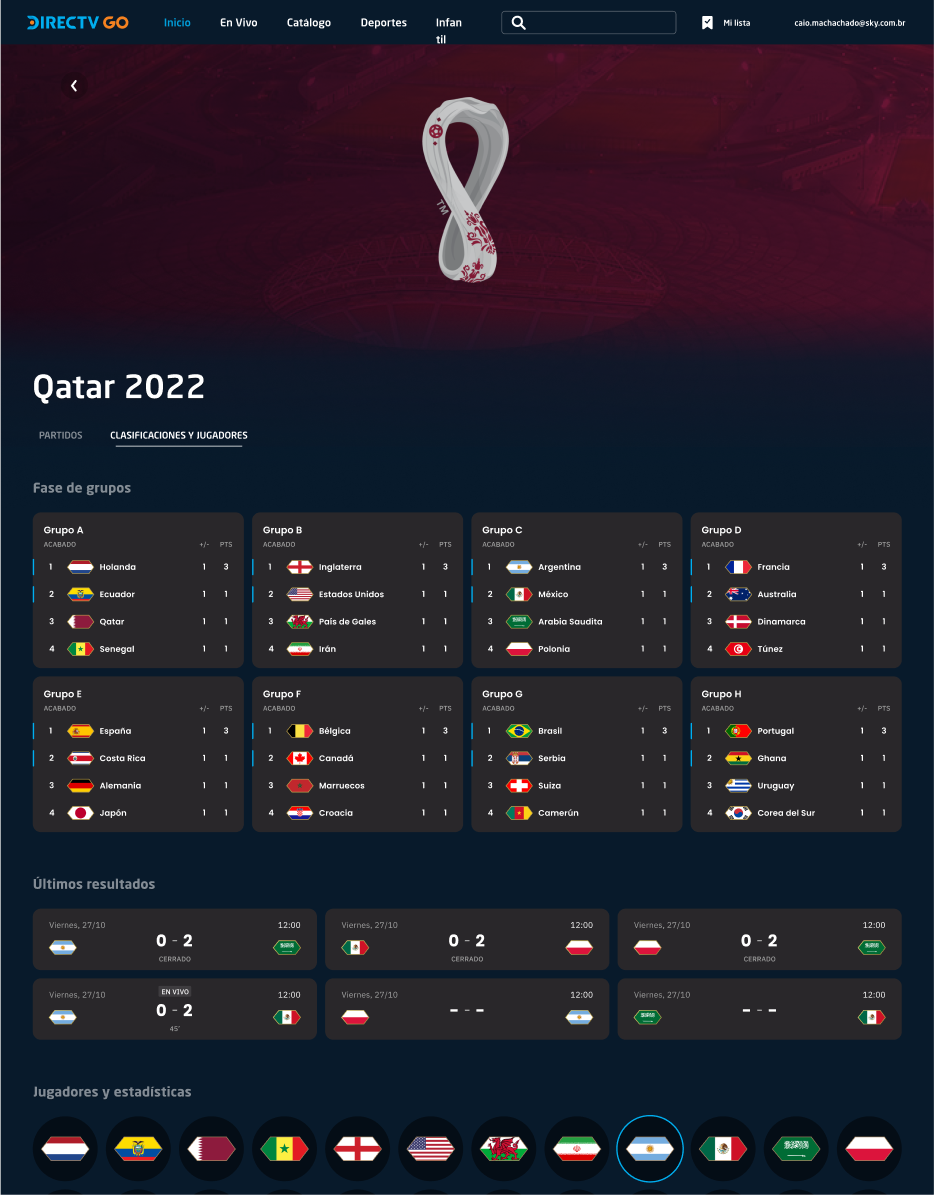 DIRECTV GO Inicio En Vivo Catálogo Deportes Infan
til
Mi lista caio.machachado@sky.com.br
TM
Qatar 2022
PARTIDOS CLASIFICACIONES Y JUGADORES
Fase de grupos
Grupo A
ACABADO +/- PTS
1 Holanda 1 3
2 Ecuador 1 1
3 Qatar 1 1
4 Senegal 1 1
Grupo B
ACABADO +/- PTS
1 Inglaterra 1 3
2 Estados Unidos 1 1
3 País de Gales 1 1
4 Irán 1 1
Grupo C
ACABADO +/- PTS
1 Argentina 1 3
2 México 1 1
3 Arabia Saudita 1 1
4 Polonia 1 1
Grupo D
ACABADO +/- PTS
1 Francia 1 3
2 Australia 1 1
3 Dinamarca 1 1
4 Túnez 1 1
Grupo E
ACABADO +/- PTS
1 España 1 3
2 Costa Rica 1 1
3 Alemania 1 1
4 Japón 1 1
Grupo F
ACABADO +/- PTS
1 Bélgica 1 3
2 Canadá 1 1
3 Marruecos 1 1
4 Croacia 1 1
Grupo G
ACABADO +/- PTS
1 Brasil 1 3
2 Serbia 1 1
3 Suiza 1 1
4 Camerún 1 1
Grupo H
ACABADO +/- PTS
1 Portugal 1 3
2 Ghana 1 1
3 Uruguay 1 1
4 Corea del Sur 1 1
Últimos resultados
Viernes, 27/10 12:00
0 - 2
CERRADO
Viernes, 27/10 12:00
0 - 2
CERRADO
Viernes, 27/10 12:00
0 - 2
CERRADO
Viernes, 27/10 EN VIVO 12:00
0 - 2
45'
Viernes, 27/10 12:00
- - -
Viernes, 27/10 12:00
- - -
Jugadores y estadísticas